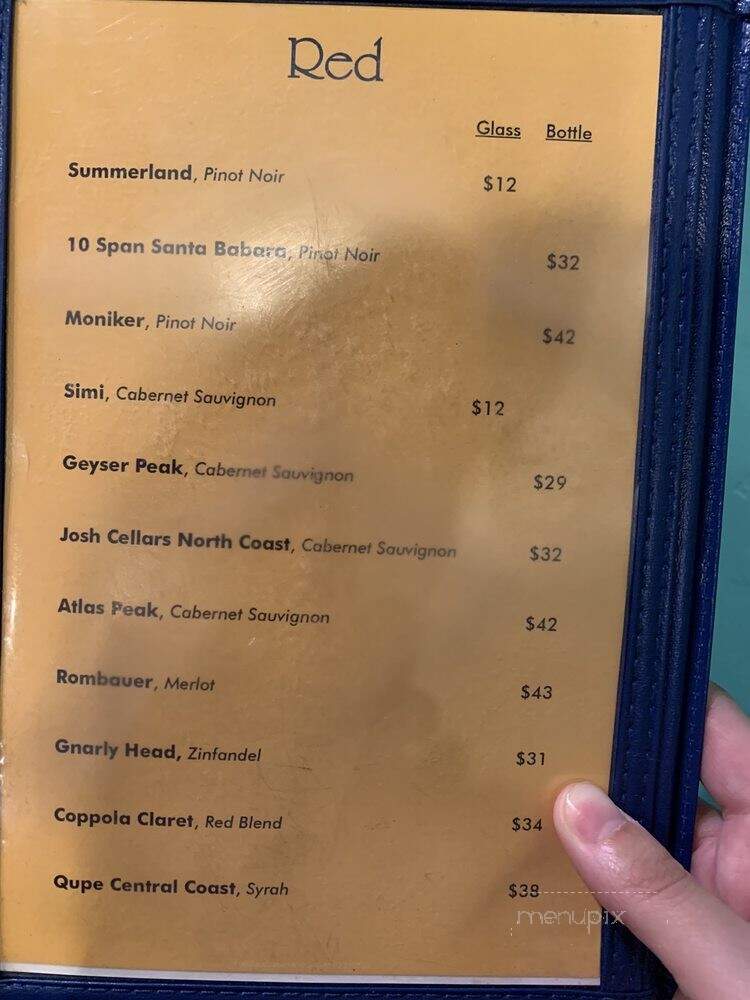 Red
Glass Bottle
Summerland, Pinot Noir $12
10 Span Santa Babara, Pinot Noir $32
Moniker, Pinot Noir $42
Simi, Cabernet Sauvignon $12
Geyser Peak, Cabernet Sauvignon $29
Josh Cellars North Coast, Cabernet Sauvignon $32
Atlas Peak, Cabernet Sauvignon $42
Rombauer, Merlot $43
Gnarly Head, Zinfandel $31
Coppola Claret, Red Blend $34
Qupe Central Coast, Syrah $38
menupix